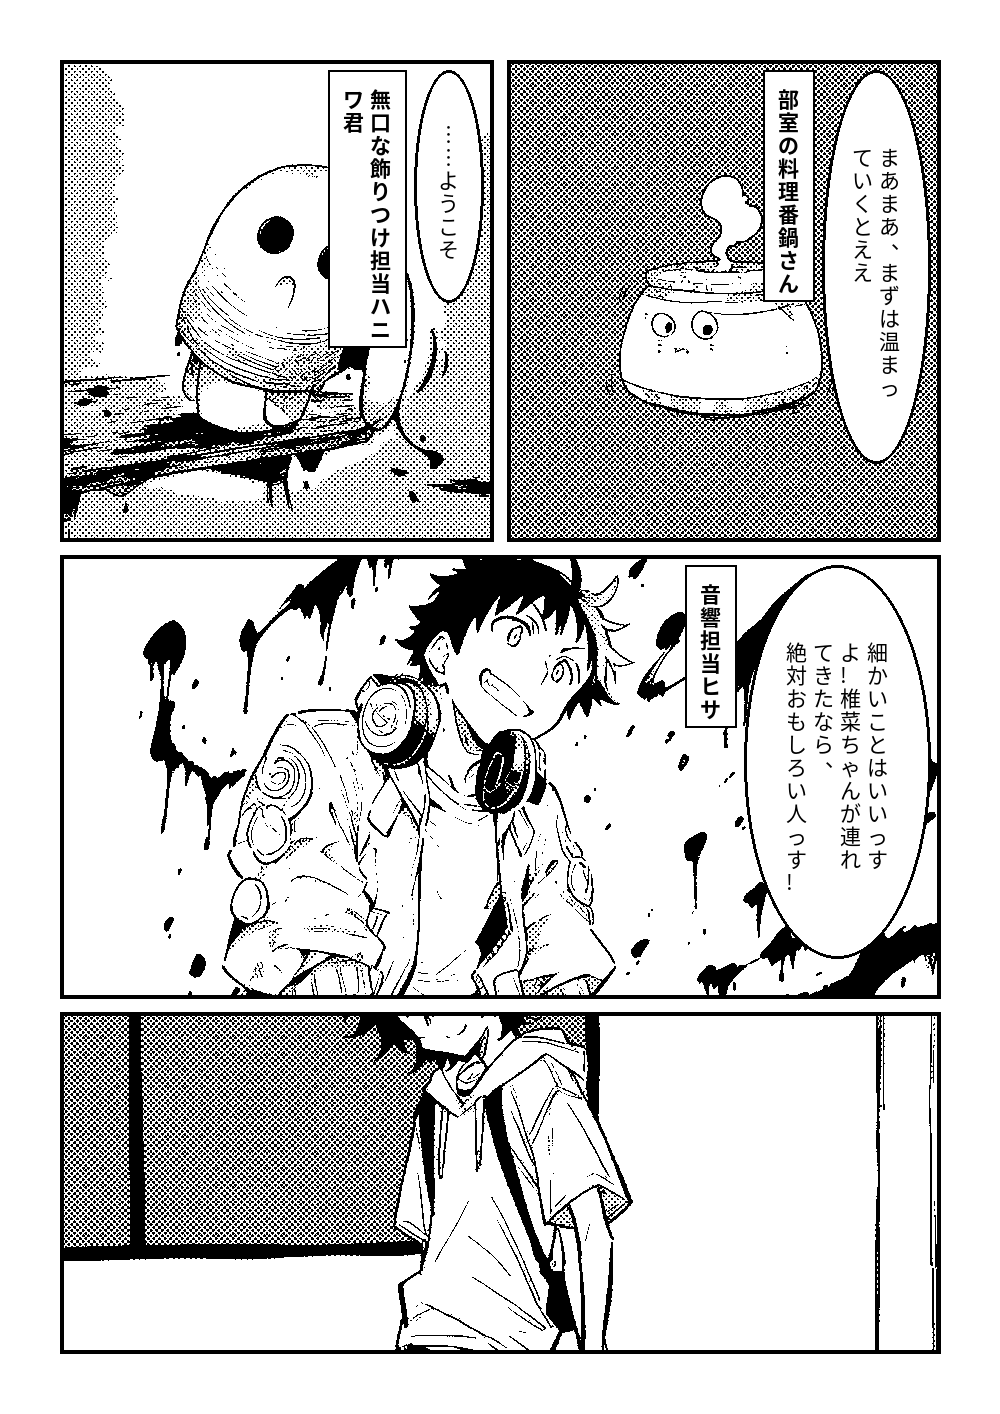 まあまあ、まずは温まっ
ていくとええ
部室の料理番鍋さん
……ようこそ
無口な飾りつけ担当ハニ
ワ君
細かいことはいいっす
よ！椎菜ちゃんが連れ
てきたなら、
絶対おもしろい人っす！
音響担当ヒサ